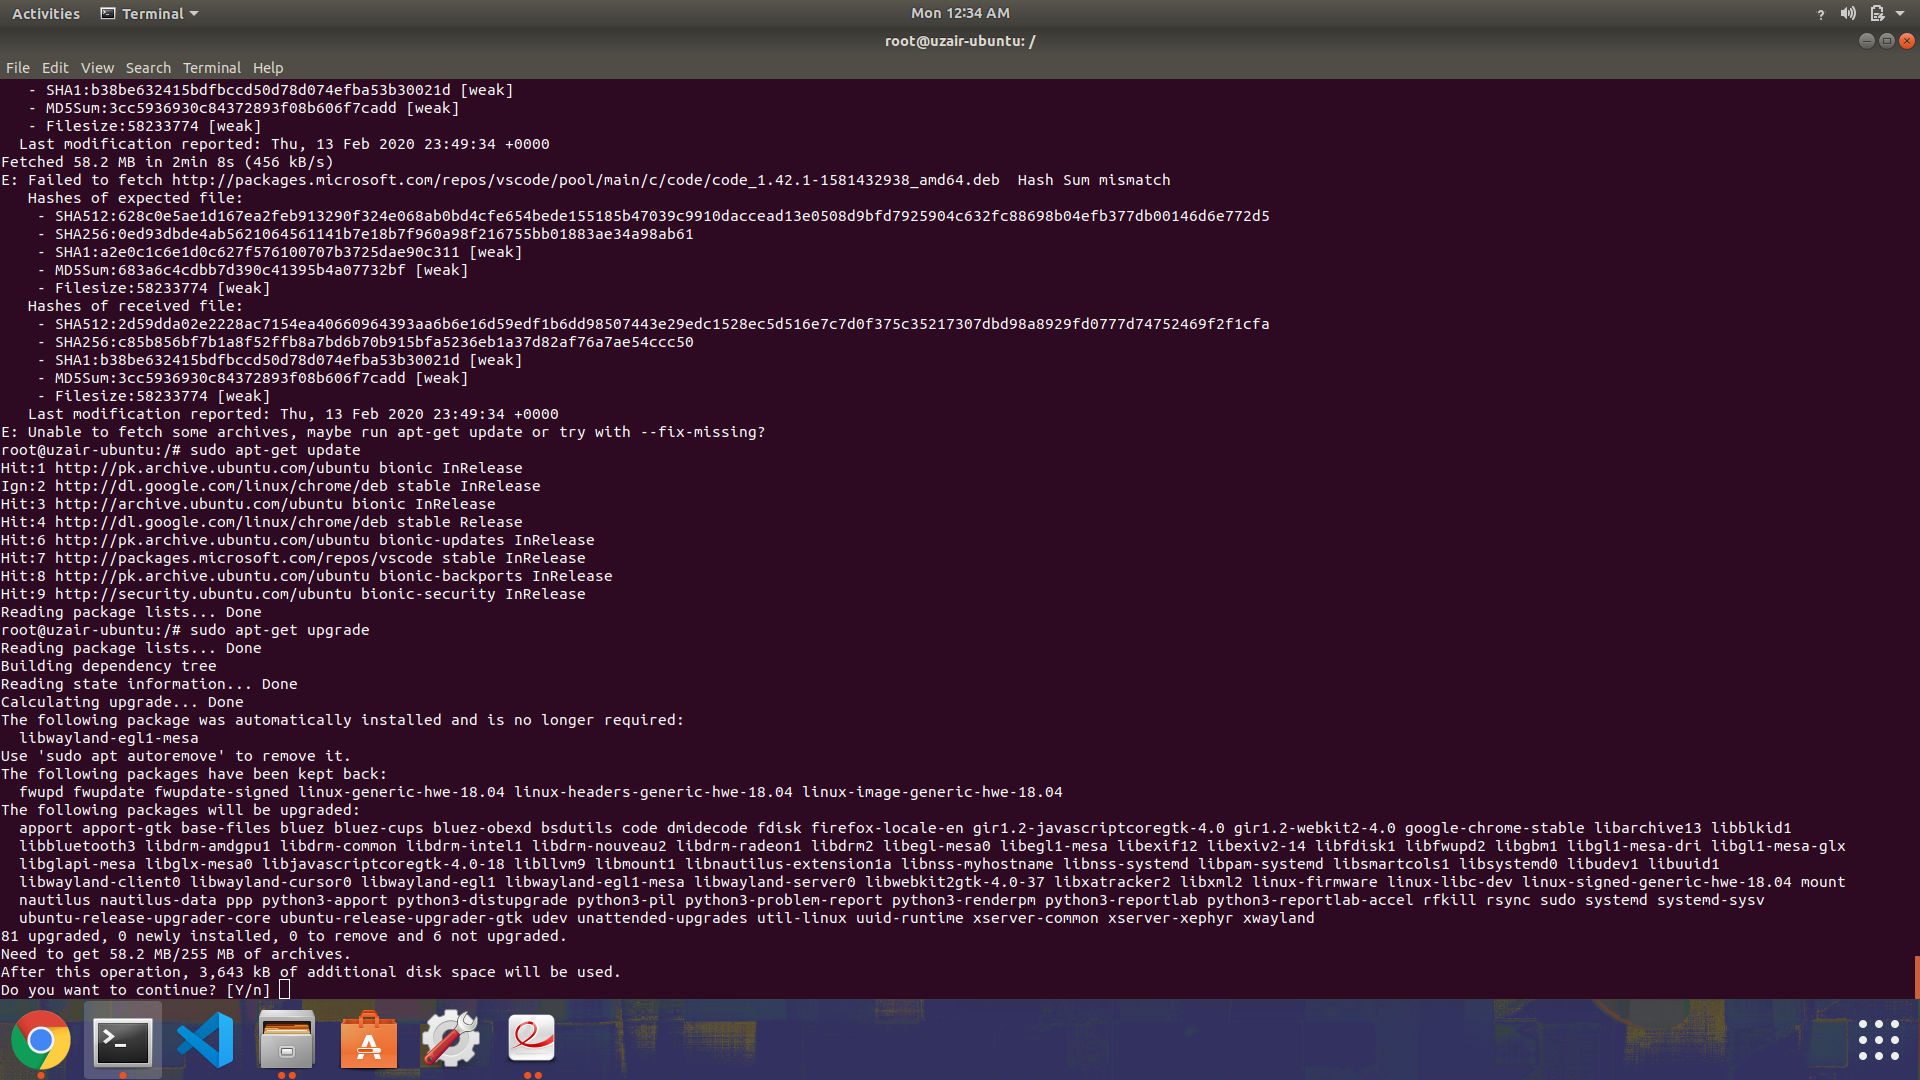 Activities Terminal Mon 12:34 AM ?
root@uzair-ubuntu: /
File Edit View Search Terminal Help
   - SHA1:b38be632415bdfbccd50d78d074efba53b30021d [weak]
   - MD5Sum:3cc5936930c84372893f08b606f7cadd [weak]
   - Filesize:58233774 [weak]
  Last modification reported: Thu, 13 Feb 2020 23:49:34 +0000
Fetched 58.2 MB in 2min 8s (456 kB/s)
E: Failed to fetch http://packages.microsoft.com/repos/vscode/pool/main/c/code/code_1.42.1-1581432938_amd64.deb  Hash Sum mismatch
   Hashes of expected file:
    - SHA512:628c0e5ae1d167ea2feb913290f324e068ab0bd4cfe654bede155185b47039c9910daccead13e0508d9bfd7925904c632fc88698b04efb377db00146d6e772d5
    - SHA256:0ed93dbde4ab5621064561141b7e18b7f960a98f216755bb01883ae34a98ab61
    - SHA1:a2e0c1c6e1d0c627f576100707b3725dae90c311 [weak]
    - MD5Sum:683a6c4cdbb7d390c41395b4a07732bf [weak]
    - Filesize:58233774 [weak]
   Hashes of received file:
    - SHA512:2d59dda02e2228ac7154ea40660964393aa6b6e16d59edf1b6dd98507443e29edc1528ec5d516e7c7d0f375c35217307dbd98a8929fd0777d74752469f2f1cfa
    - SHA256:c85b856bf7b1a8f52ffb8a7bd6b70b915bfa5236eb1a37d82af76a7ae54ccc50
    - SHA1:b38be632415bdfbccd50d78d074efba53b30021d [weak]
    - MD5Sum:3cc5936930c84372893f08b606f7cadd [weak]
    - Filesize:58233774 [weak]
   Last modification reported: Thu, 13 Feb 2020 23:49:34 +0000
E: Unable to fetch some archives, maybe run apt-get update or try with --fix-missing?
root@uzair-ubuntu:/# sudo apt-get update
Hit:1 http://pk.archive.ubuntu.com/ubuntu bionic InRelease
Ign:2 http://dl.google.com/linux/chrome/deb stable InRelease
Hit:3 http://archive.ubuntu.com/ubuntu bionic InRelease
Hit:4 http://dl.google.com/linux/chrome/deb stable Release
Hit:6 http://pk.archive.ubuntu.com/ubuntu bionic-updates InRelease
Hit:7 http://packages.microsoft.com/repos/vscode stable InRelease
Hit:8 http://pk.archive.ubuntu.com/ubuntu bionic-backports InRelease
Hit:9 http://security.ubuntu.com/ubuntu bionic-security InRelease
Reading package lists... Done
root@uzair-ubuntu:/# sudo apt-get upgrade
Reading package lists... Done
Building dependency tree
Reading state information... Done
Calculating upgrade... Done
The following package was automatically installed and is no longer required:
  libwayland-egl1-mesa
Use 'sudo apt autoremove' to remove it.
The following packages have been kept back:
  fwupd fwupdate fwupdate-signed linux-generic-hwe-18.04 linux-headers-generic-hwe-18.04 linux-image-generic-hwe-18.04
The following packages will be upgraded:
  apport apport-gtk base-files bluez bluez-cups bluez-obexd bsdutils code dmidecode fdisk firefox-locale-en gir1.2-javascriptcoregtk-4.0 gir1.2-webkit2-4.0 google-chrome-stable libarchive13 libblkid1
  libbluetooth3 libdrm-amdgpu1 libdrm-common libdrm-intel1 libdrm-nouveau2 libdrm-radeon1 libdrm2 libegl-mesa0 libegl1-mesa libexif12 libexiv2-14 libfdisk1 libfwupd2 libgbm1 libgl1-mesa-dri libgl1-mesa-glx
  libglapi-mesa libglx-mesa0 libjavascriptcoregtk-4.0-18 libllvm9 libmount1 libnautilus-extension1a libnss-myhostname libnss-systemd libpam-systemd libsmartcols1 libsystemd0 libudev1 libuuid1
  libwayland-client0 libwayland-cursor0 libwayland-egl1 libwayland-egl1-mesa libwayland-server0 libwebkit2gtk-4.0-37 libxatracker2 libxml2 linux-firmware linux-libc-dev linux-signed-generic-hwe-18.04 mount
  nautilus nautilus-data ppp python3-apport python3-distupgrade python3-pil python3-problem-report python3-renderpm python3-reportlab python3-reportlab-accel rfkill rsync sudo systemd systemd-sysv
  ubuntu-release-upgrader-core ubuntu-release-upgrader-gtk udev unattended-upgrades util-linux uuid-runtime xserver-common xserver-xephyr xwayland
81 upgraded, 0 newly installed, 0 to remove and 6 not upgraded.
Need to get 58.2 MB/255 MB of archives.
After this operation, 3,643 kB of additional disk space will be used.
Do you want to continue? [Y/n]